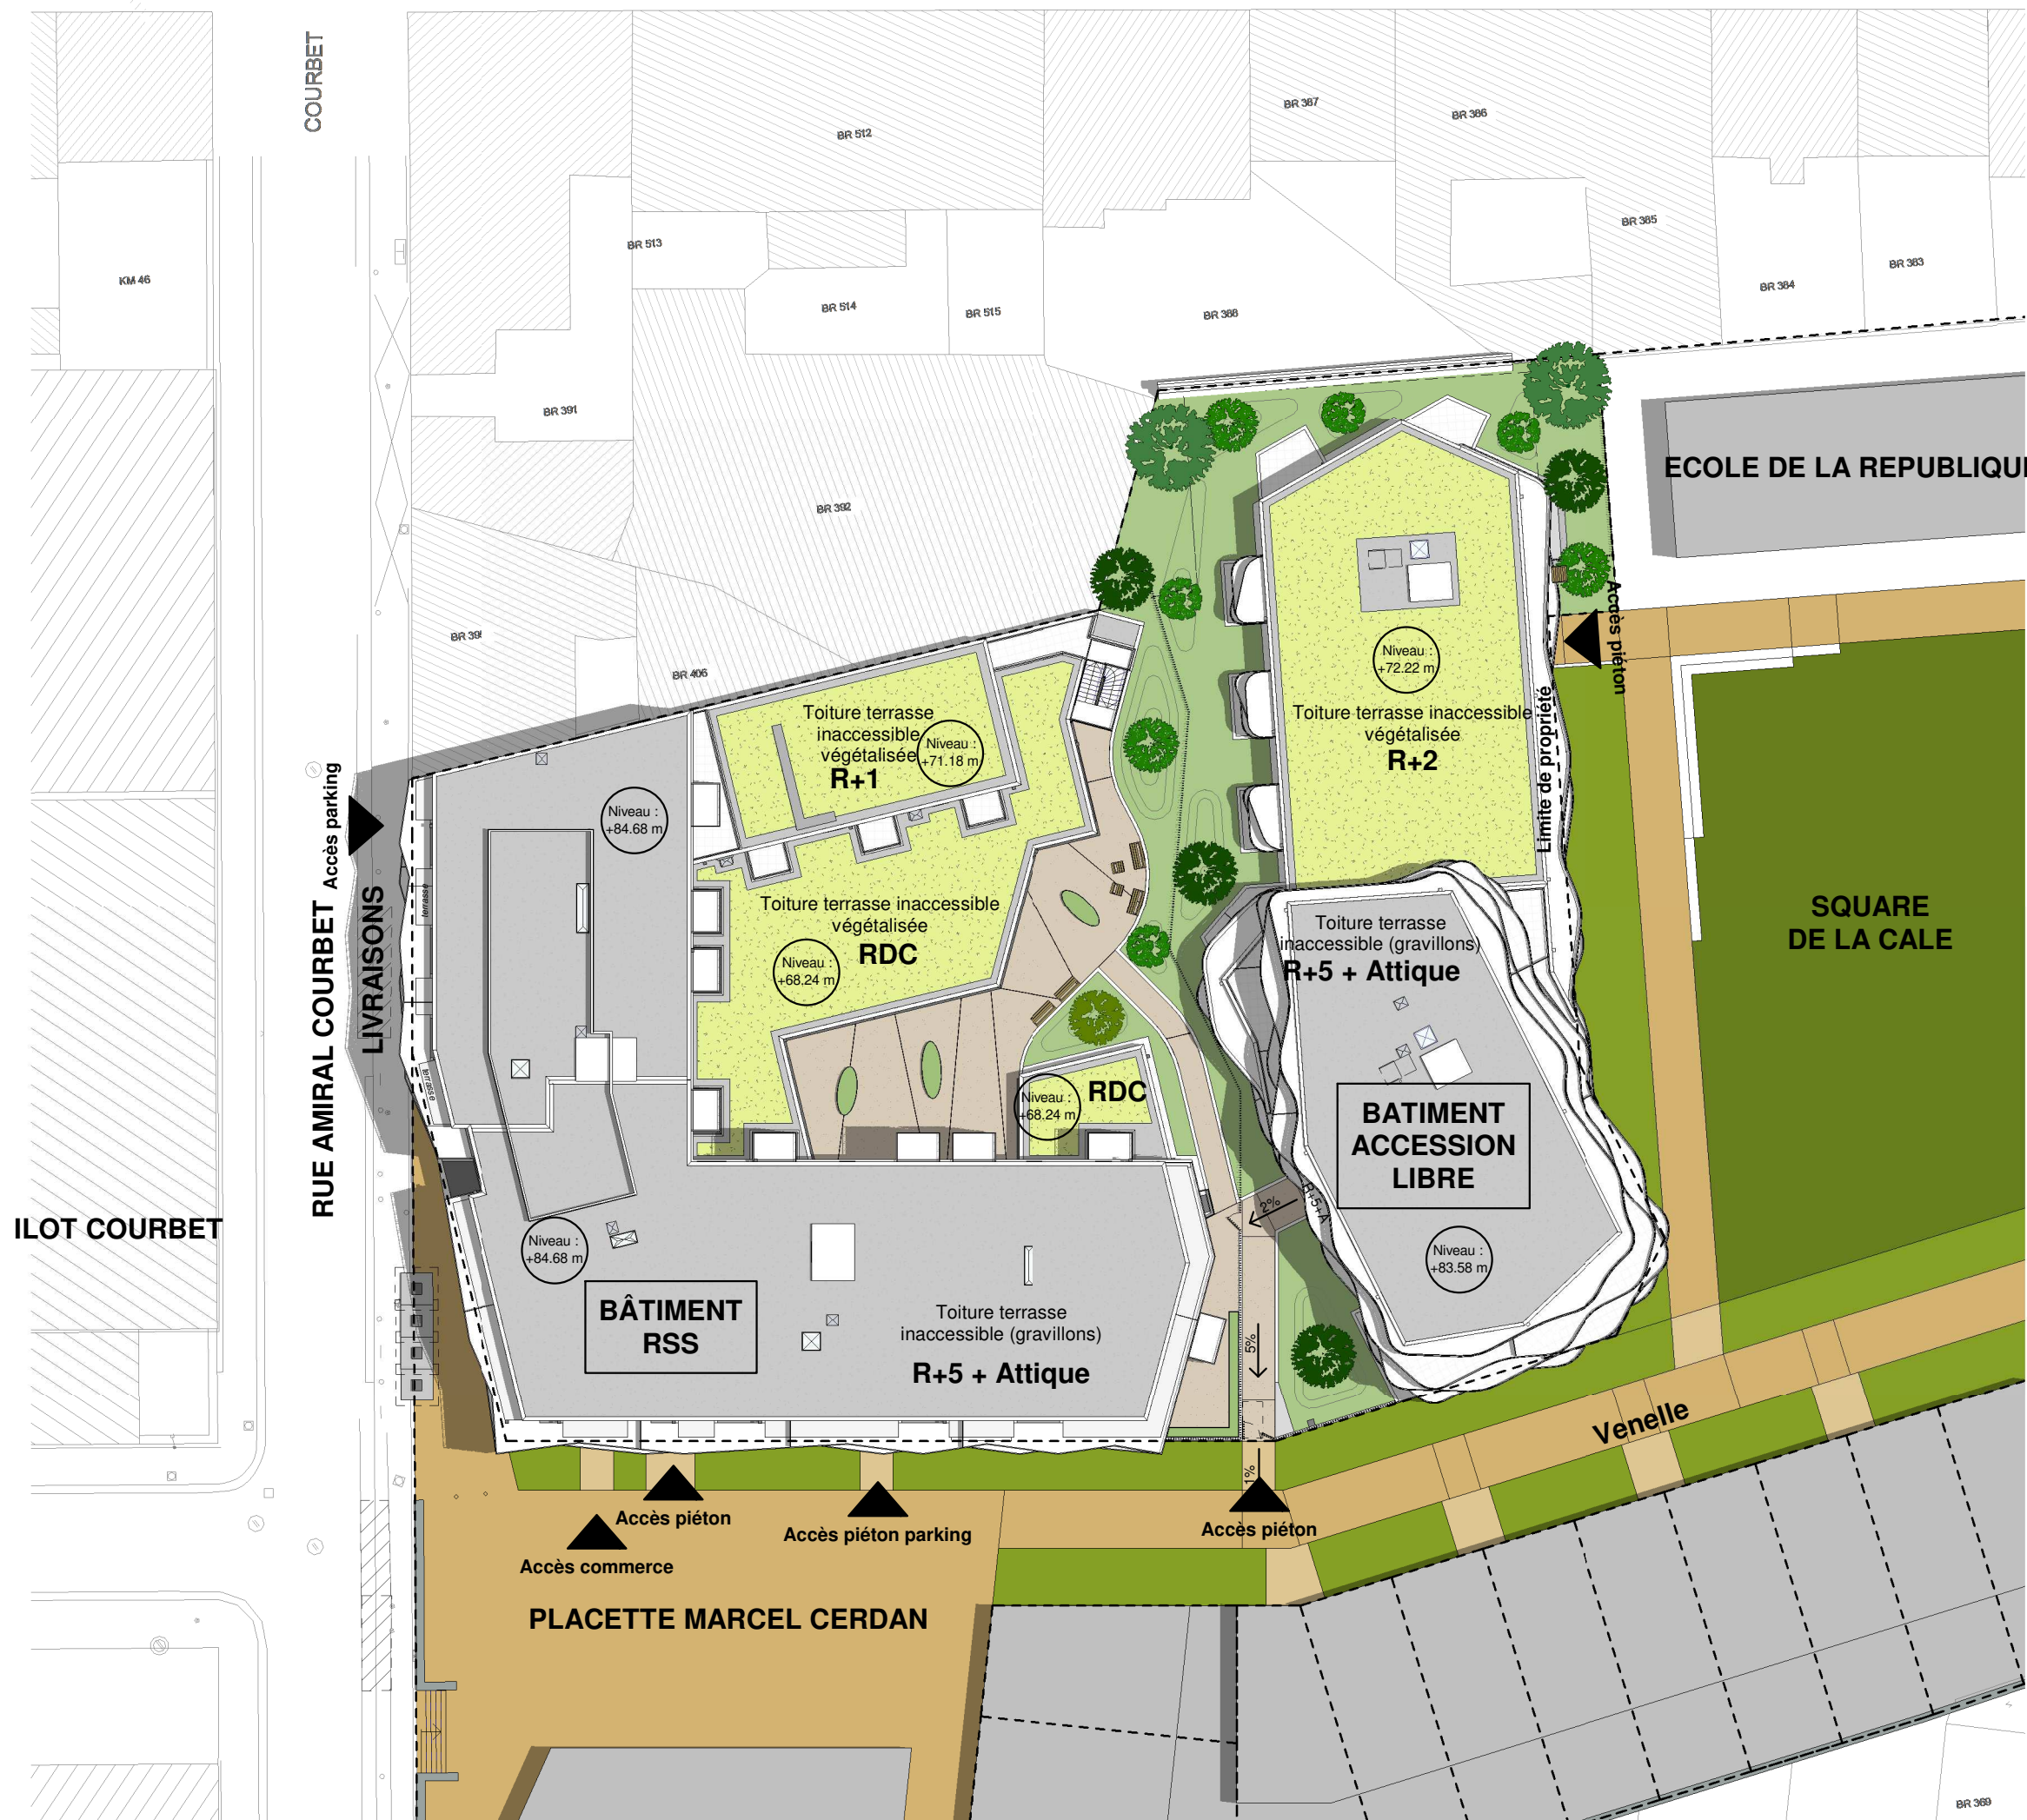 COURBET
BR 387
BR 386
BR 512
BR 385
BR 513
BR 383
KM 46
BR 384
BR 514
BR 515
BR 388
BR 391
ECOLE DE LA REPUBLIQUE
BR 392
Accès piéton
BR 39
BR 406
Niveau :
+72.22 m
Toiture terrasse inaccessible
végétalisée
R+2
Limite de propriété
Toiture terrasse
inaccessible
végétalisée
R+1
Niveau :
+71.18 m
Niveau :
+84.68 m
Accès parking
RUE AMIRAL COURBET
LIVRAISONS
terrasse
terrasse
Toiture terrasse inaccessible
végétalisée
RDC
Niveau :
+68.24 m
Toiture terrasse
inaccessible (gravillons)
R+5 + Attique
SQUARE
DE LA CALE
RDC
Niveau :
+68.24 m
BATIMENT
ACCESSION
LIBRE
R+5+A
2%
ILOT COURBET
Niveau :
+84.68 m
Niveau :
+83.58 m
BÂTIMENT
RSS
Toiture terrasse
inaccessible (gravillons)
R+5 + Attique
5%
Venelle
1%
Accès piéton
Accès piéton parking
Accès piéton
Accès commerce
PLACETTE MARCEL CERDAN
BR 369